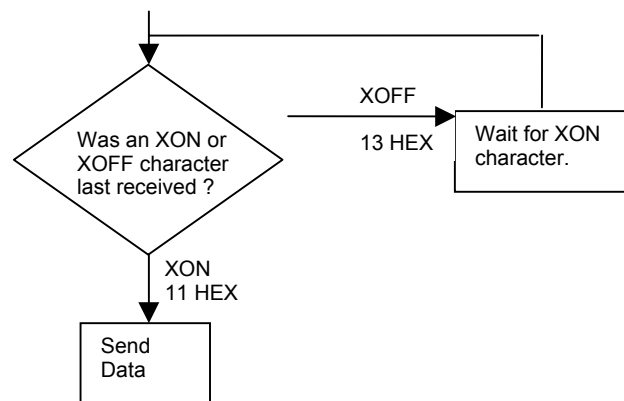 Was an XON or
XOFF character
last received ?
XOFF
13 HEX
Wait for XON
character.
XON
11 HEX
Send
Data